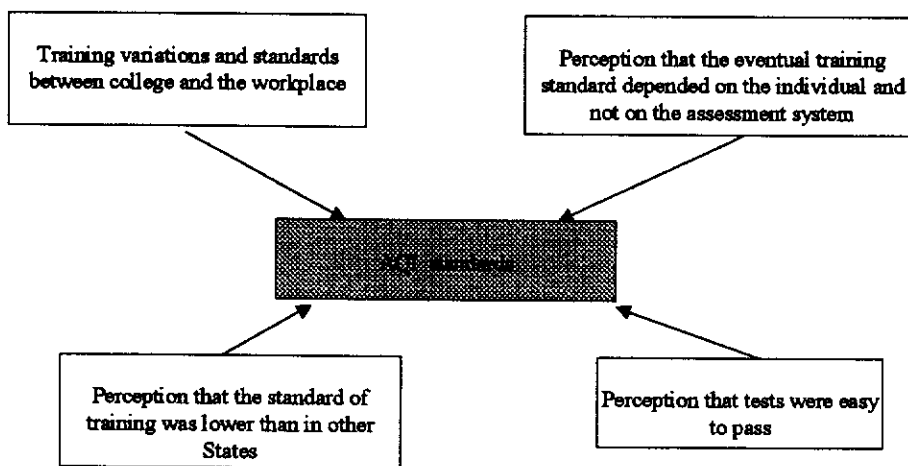 Training variations and standards
between college and the workplace
Perception that the eventual training
standard depended on the individual and
not on the assessment system
standards
Perception that the standard of
training was lower than in other
States
Perception that tests were easy
to pass